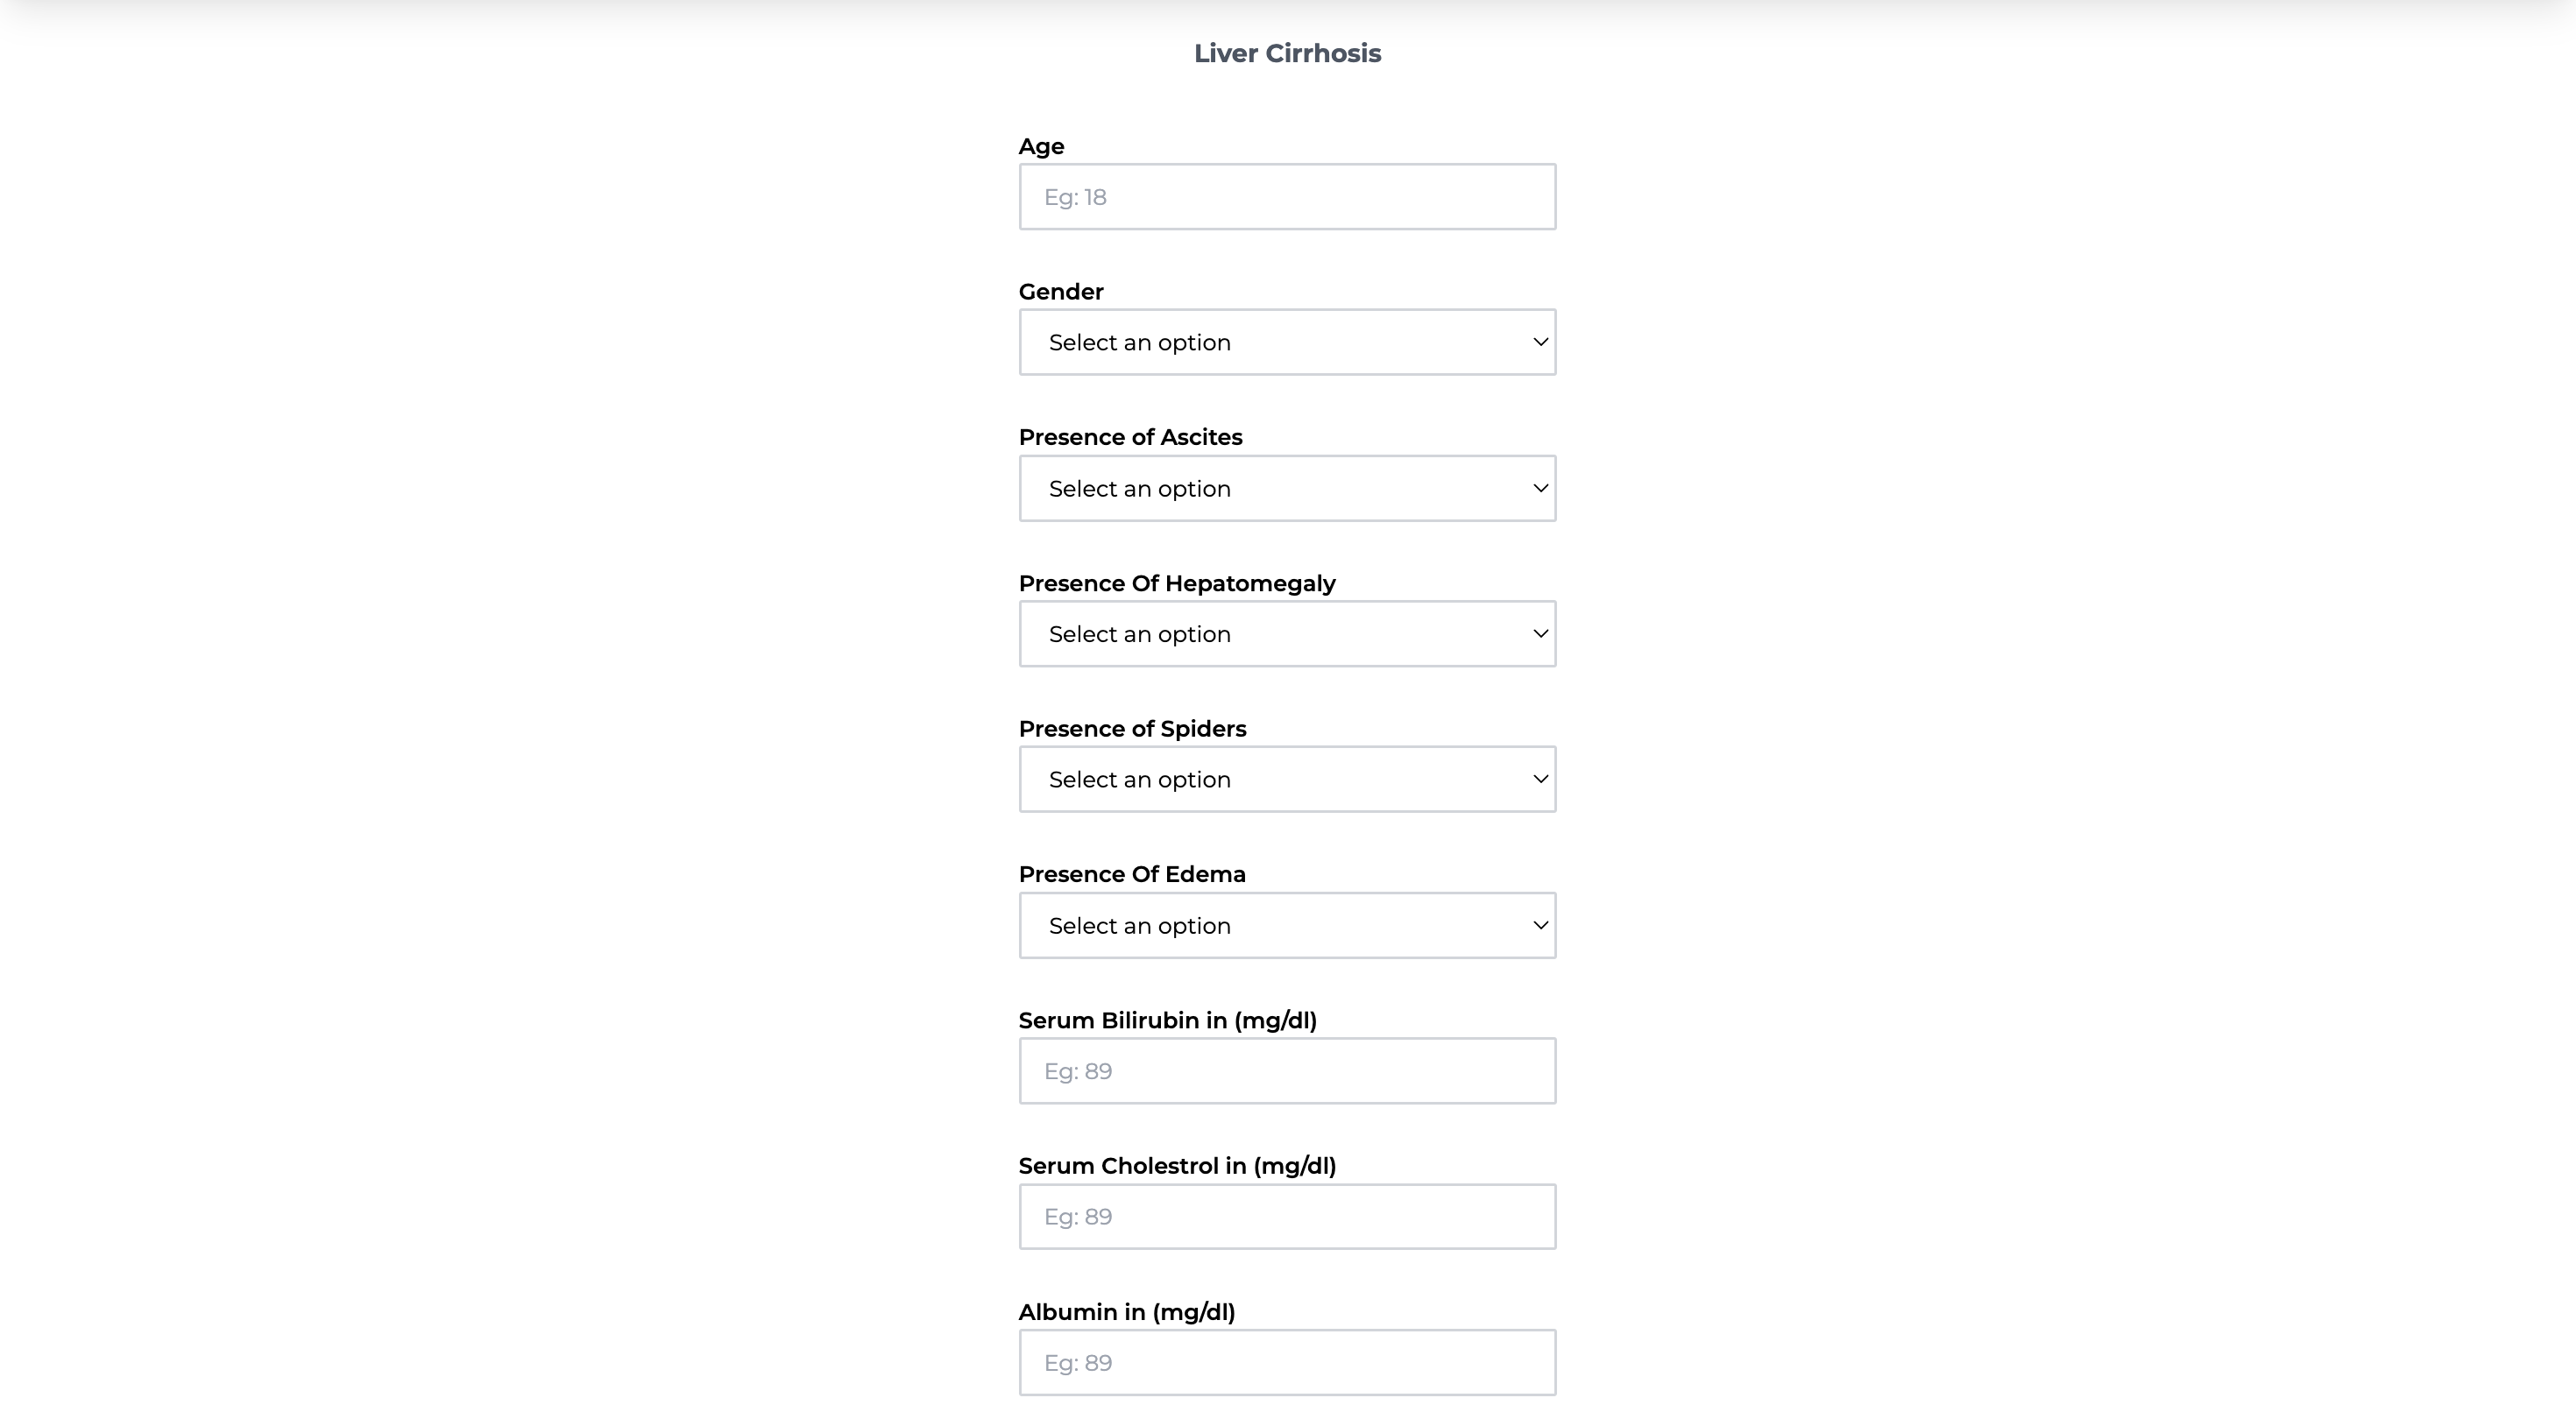 Liver Cirrhosis
Age
Eg: 18
Gender
Select an option
Presence of Ascites
Select an option
Presence Of Hepatomegaly
Select an option
Presence of Spiders
Select an option
Presence Of Edema
Select an option
Serum Bilirubin in (mg/dl)
Eg: 89
Serum Cholestrol in (mg/dl)
Eg: 89
Albumin in (mg/dl)
Eg: 89